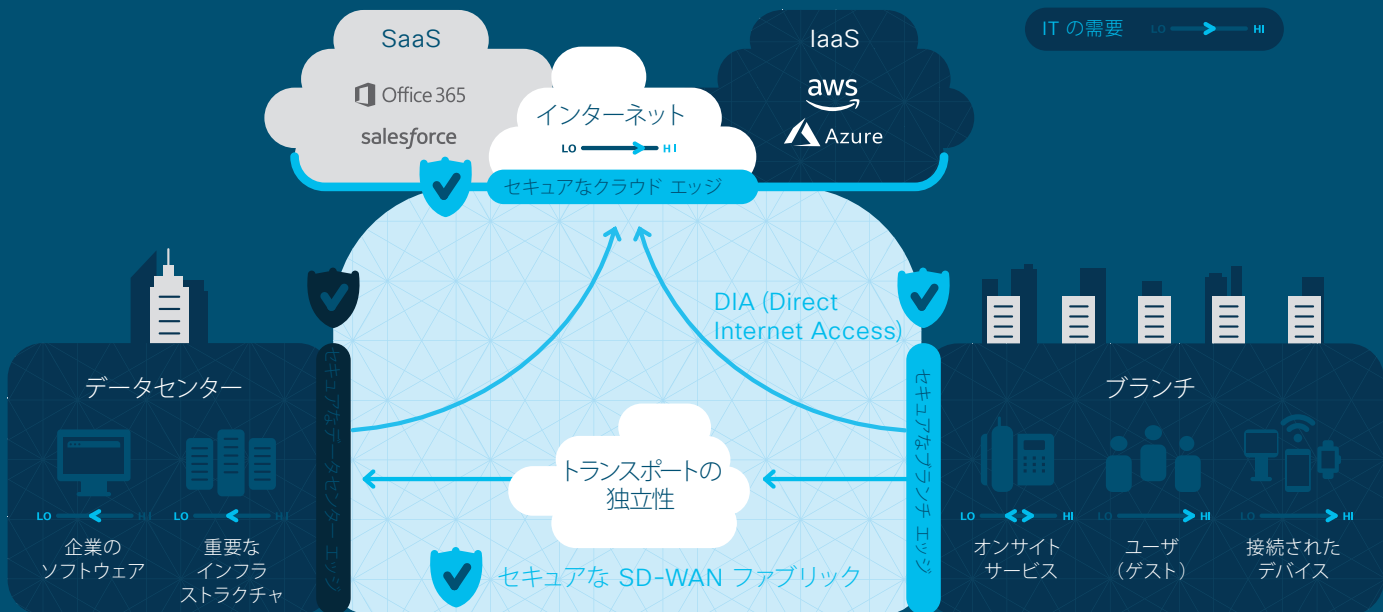 SaaS
Office 365
salesforce
インターネット
LO HI
IaaS
aws
Azure
IT の需要 LO HI
セキュアなクラウド エッジ
DIA (Direct
Internet Access)
データセンター
LO HI
企業の
ソフトウェア
LO HI
重要な
インフラ
ストラクチャ
セキュアなデータセンター エッジ
トランスポートの
独立性
セキュアな SD-WAN ファブリック
セキュアなブランチ エッジ
ブランチ
LO HI
オンサイト
サービス
LO HI
ユーザ
(ゲスト)
LO HI
接続された
デバイス